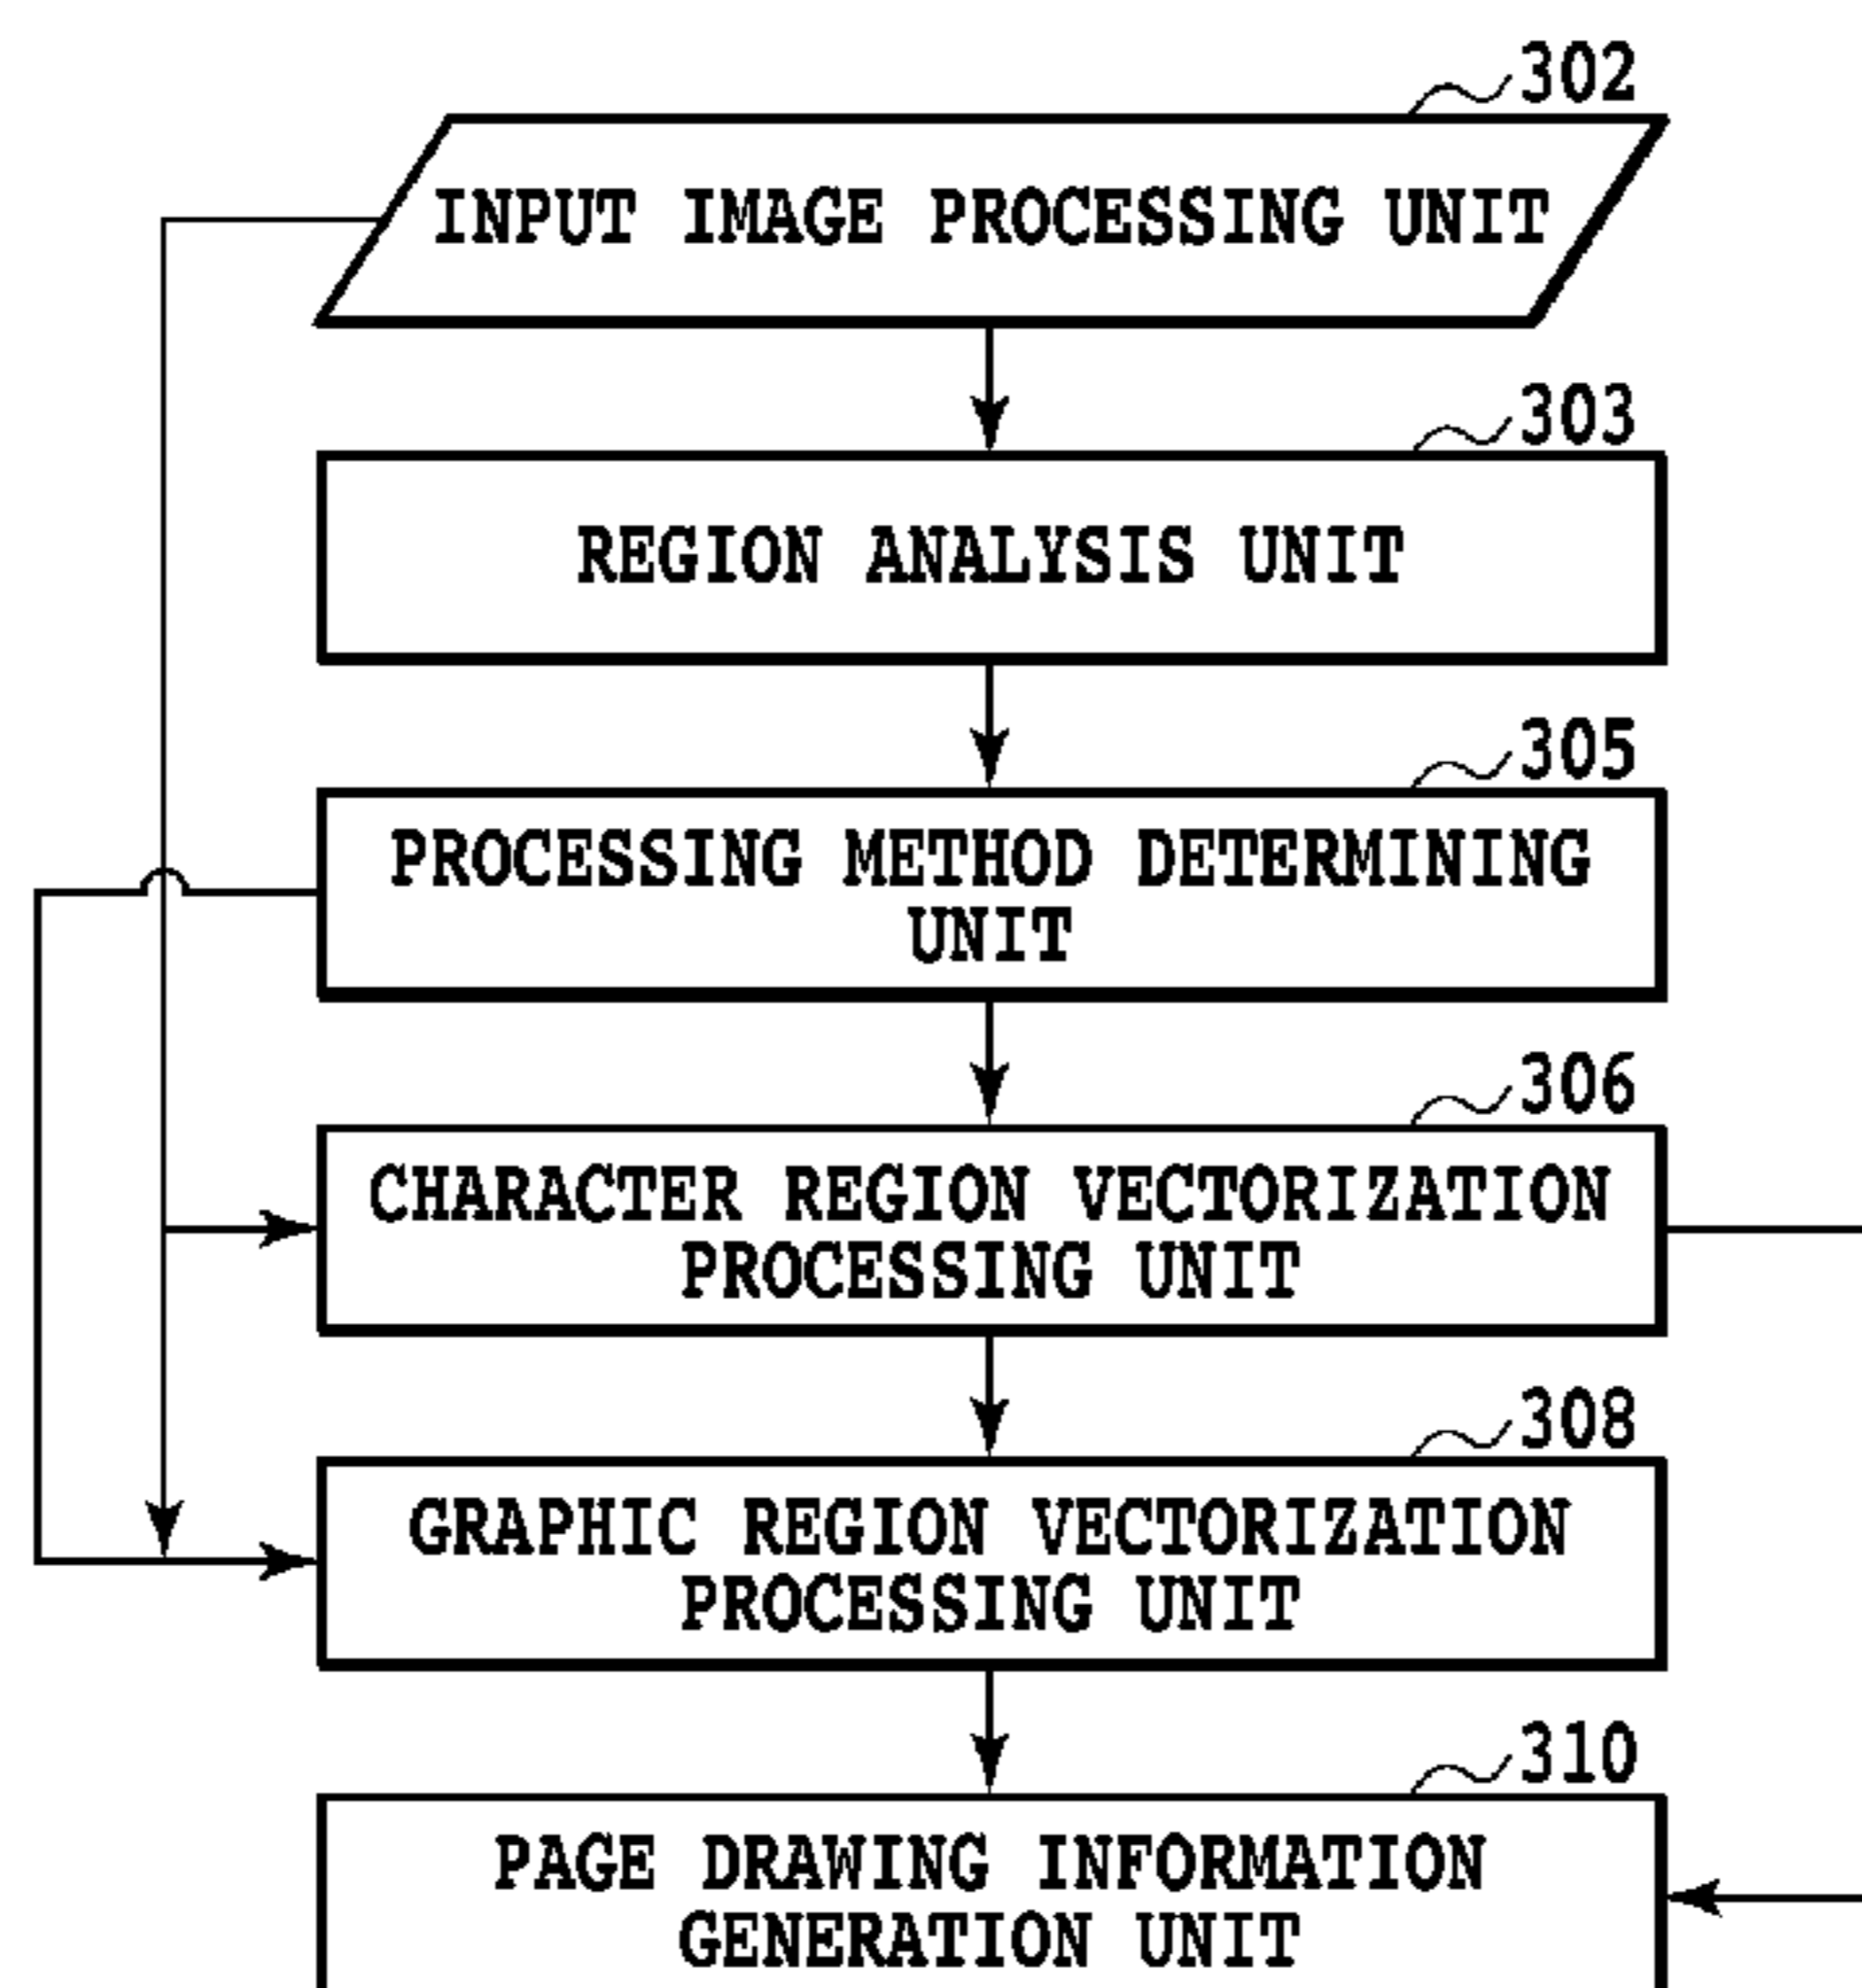 302
INPUT IMAGE PROCESSING UNIT
303
REGION ANALYSIS UNIT
305
PROCESSING METHOD DETERMINING
UNIT
306
CHARACTER REGION VECTORIZATION
PROCESSING UNIT
308
GRAPHIC REGION VECTORIZATION
PROCESSING UNIT
310
PAGE DRAWING INFORMATION
GENERATION UNIT